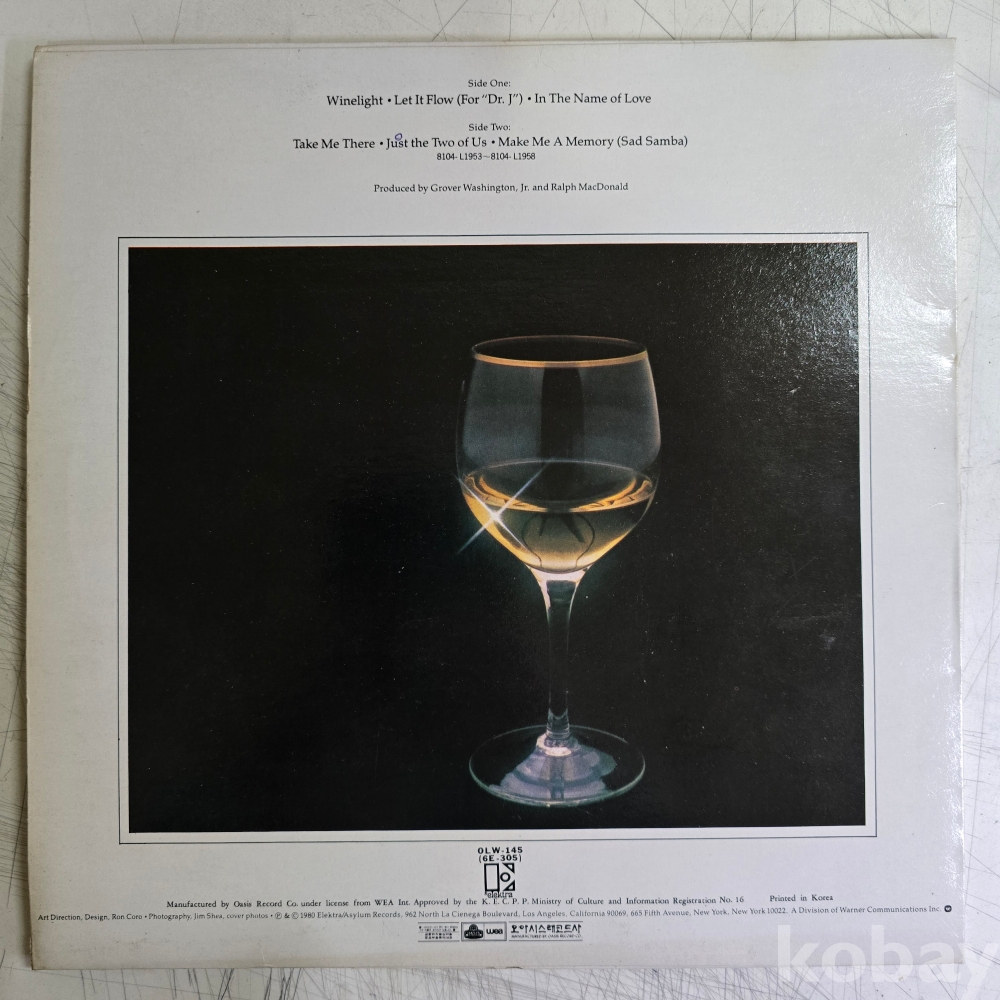 Side One:
Winelight • Let It Flow (For “Dr. J”) • In The Name of Love
Side Two:
Take Me There • Just the Two of Us • Make Me A Memory (Sad Samba)
8104- L1953~8104- L1958
Produced by Grover Washington, Jr. and Ralph MacDonald
OLW-145
(6E-305)
elektra
Manufactured by Oasis Record Co. under license from WEA Int. Approved by the K. E. C. P. P. Ministry of Culture and Information Registration No. 16 Printed in Korea
Art Direction, Design, Ron Coro • Photography, Jim Shea, cover photos • ℗ & © 1980 Elektra/Asylum Records, 962 North La Cienega Boulevard, Los Angeles, California 90069, 665 Fifth Avenue, New York, New York 10022. A Division of Warner Communications Inc.
wea
오아시스레코드사
kobay